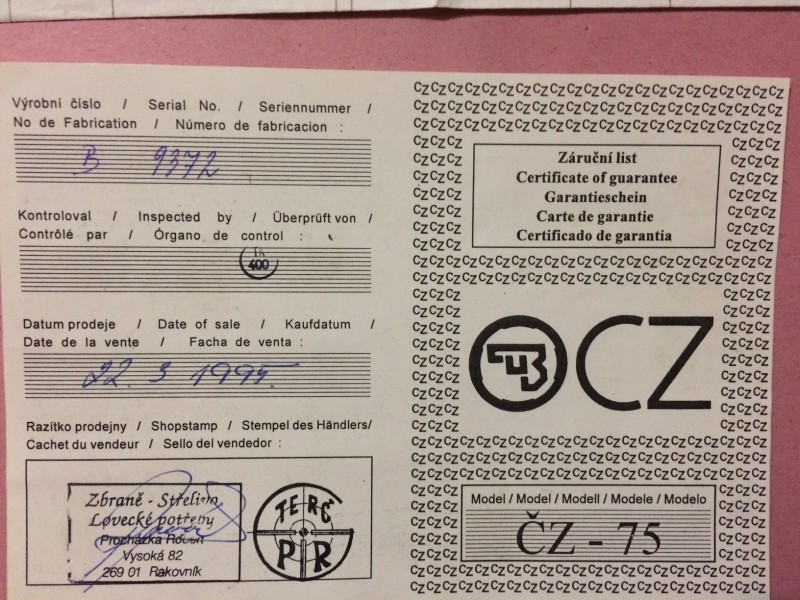 Výrobní číslo / Serial No. / Seriennummer /
No de Fabrication / Número de fabricacion :
B 9372
Kontroloval / Inspected by / Überprüft von /
Contrôlé par / Órgano de control :
TK
400
Datum prodeje / Date of sale / Kaufdatum /
Date de la vente / Facha de venta :
22. 3 1995.
Razítko prodejny / Shopstamp / Stempel des Händlers/
Cachet du vendeur / Sello del vendedor :
Zbraně - Střelivo,
Lovecké potřeby
Procházka
Vysoká 82
269 01 Rakovník
TERČ
PR
Záruční list
Certificate of guarantee
Garantieschein
Carte de garantie
Certificado de garantia
CZ
Model / Model / Modell / Modele / Modelo
ČZ - 75